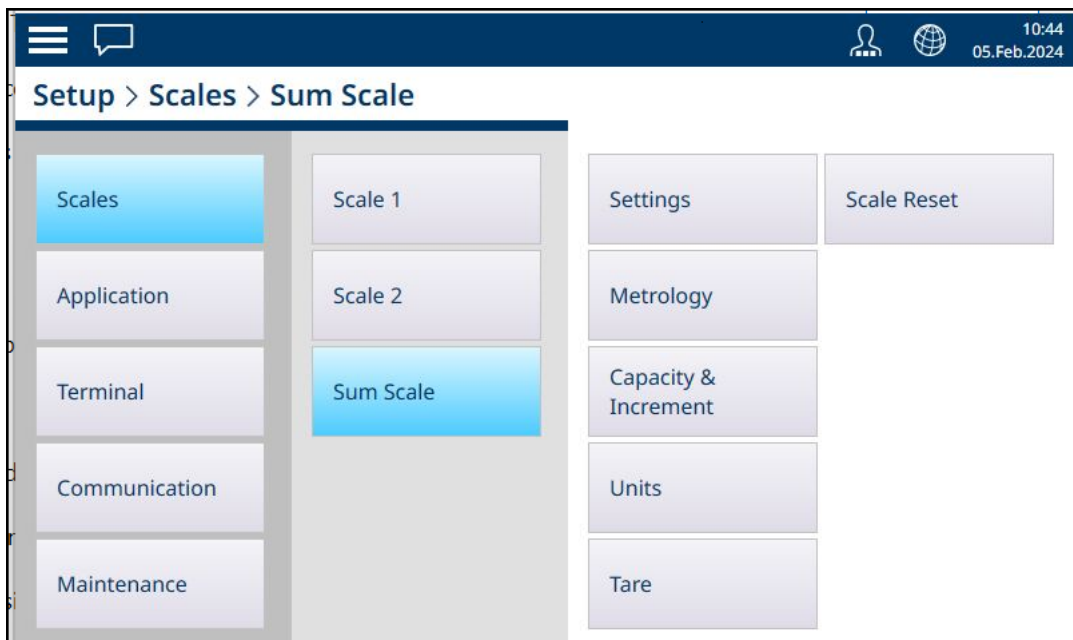 10:44
05.Feb.2024
Setup > Scales > Sum Scale
Scales
Application
Terminal
Communication
Maintenance
Scale 1
Scale 2
Sum Scale
Settings
Metrology
Capacity &
Increment
Units
Tare
Scale Reset